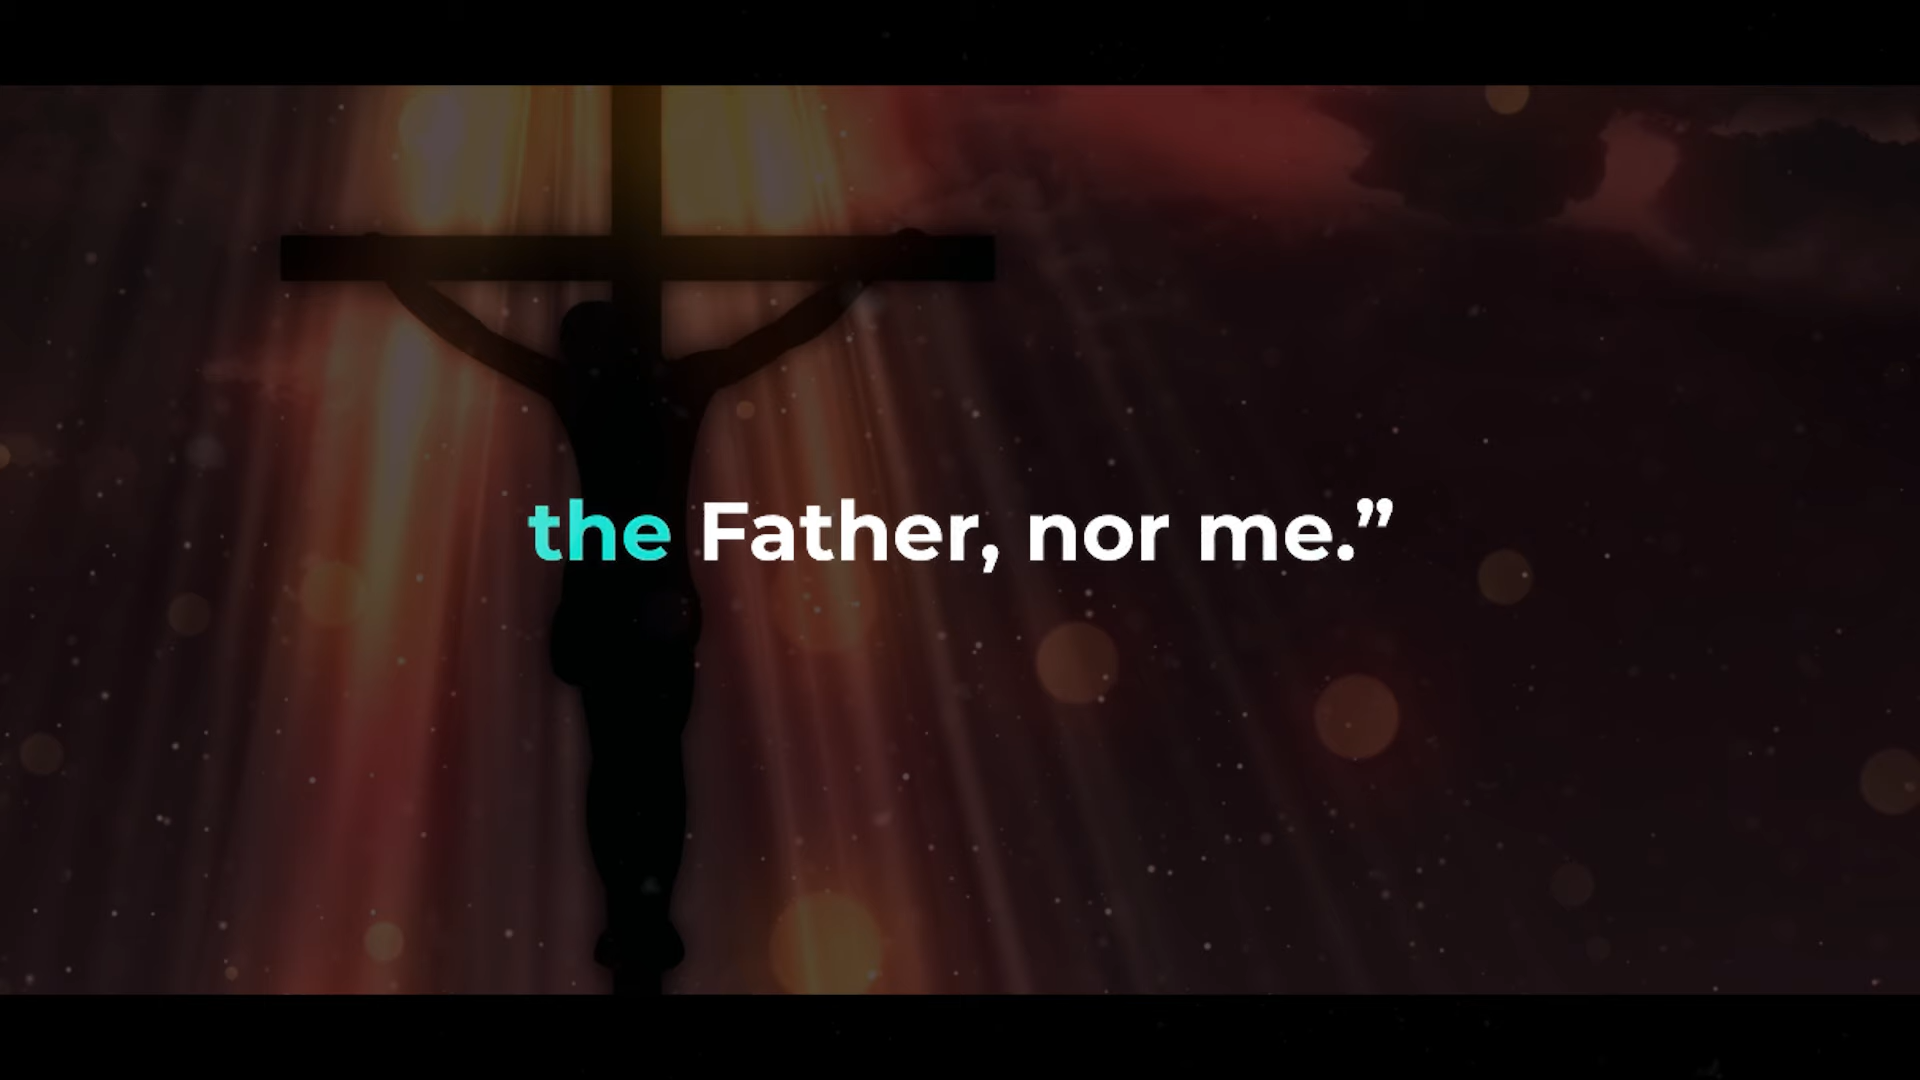 the Father, nor me.”